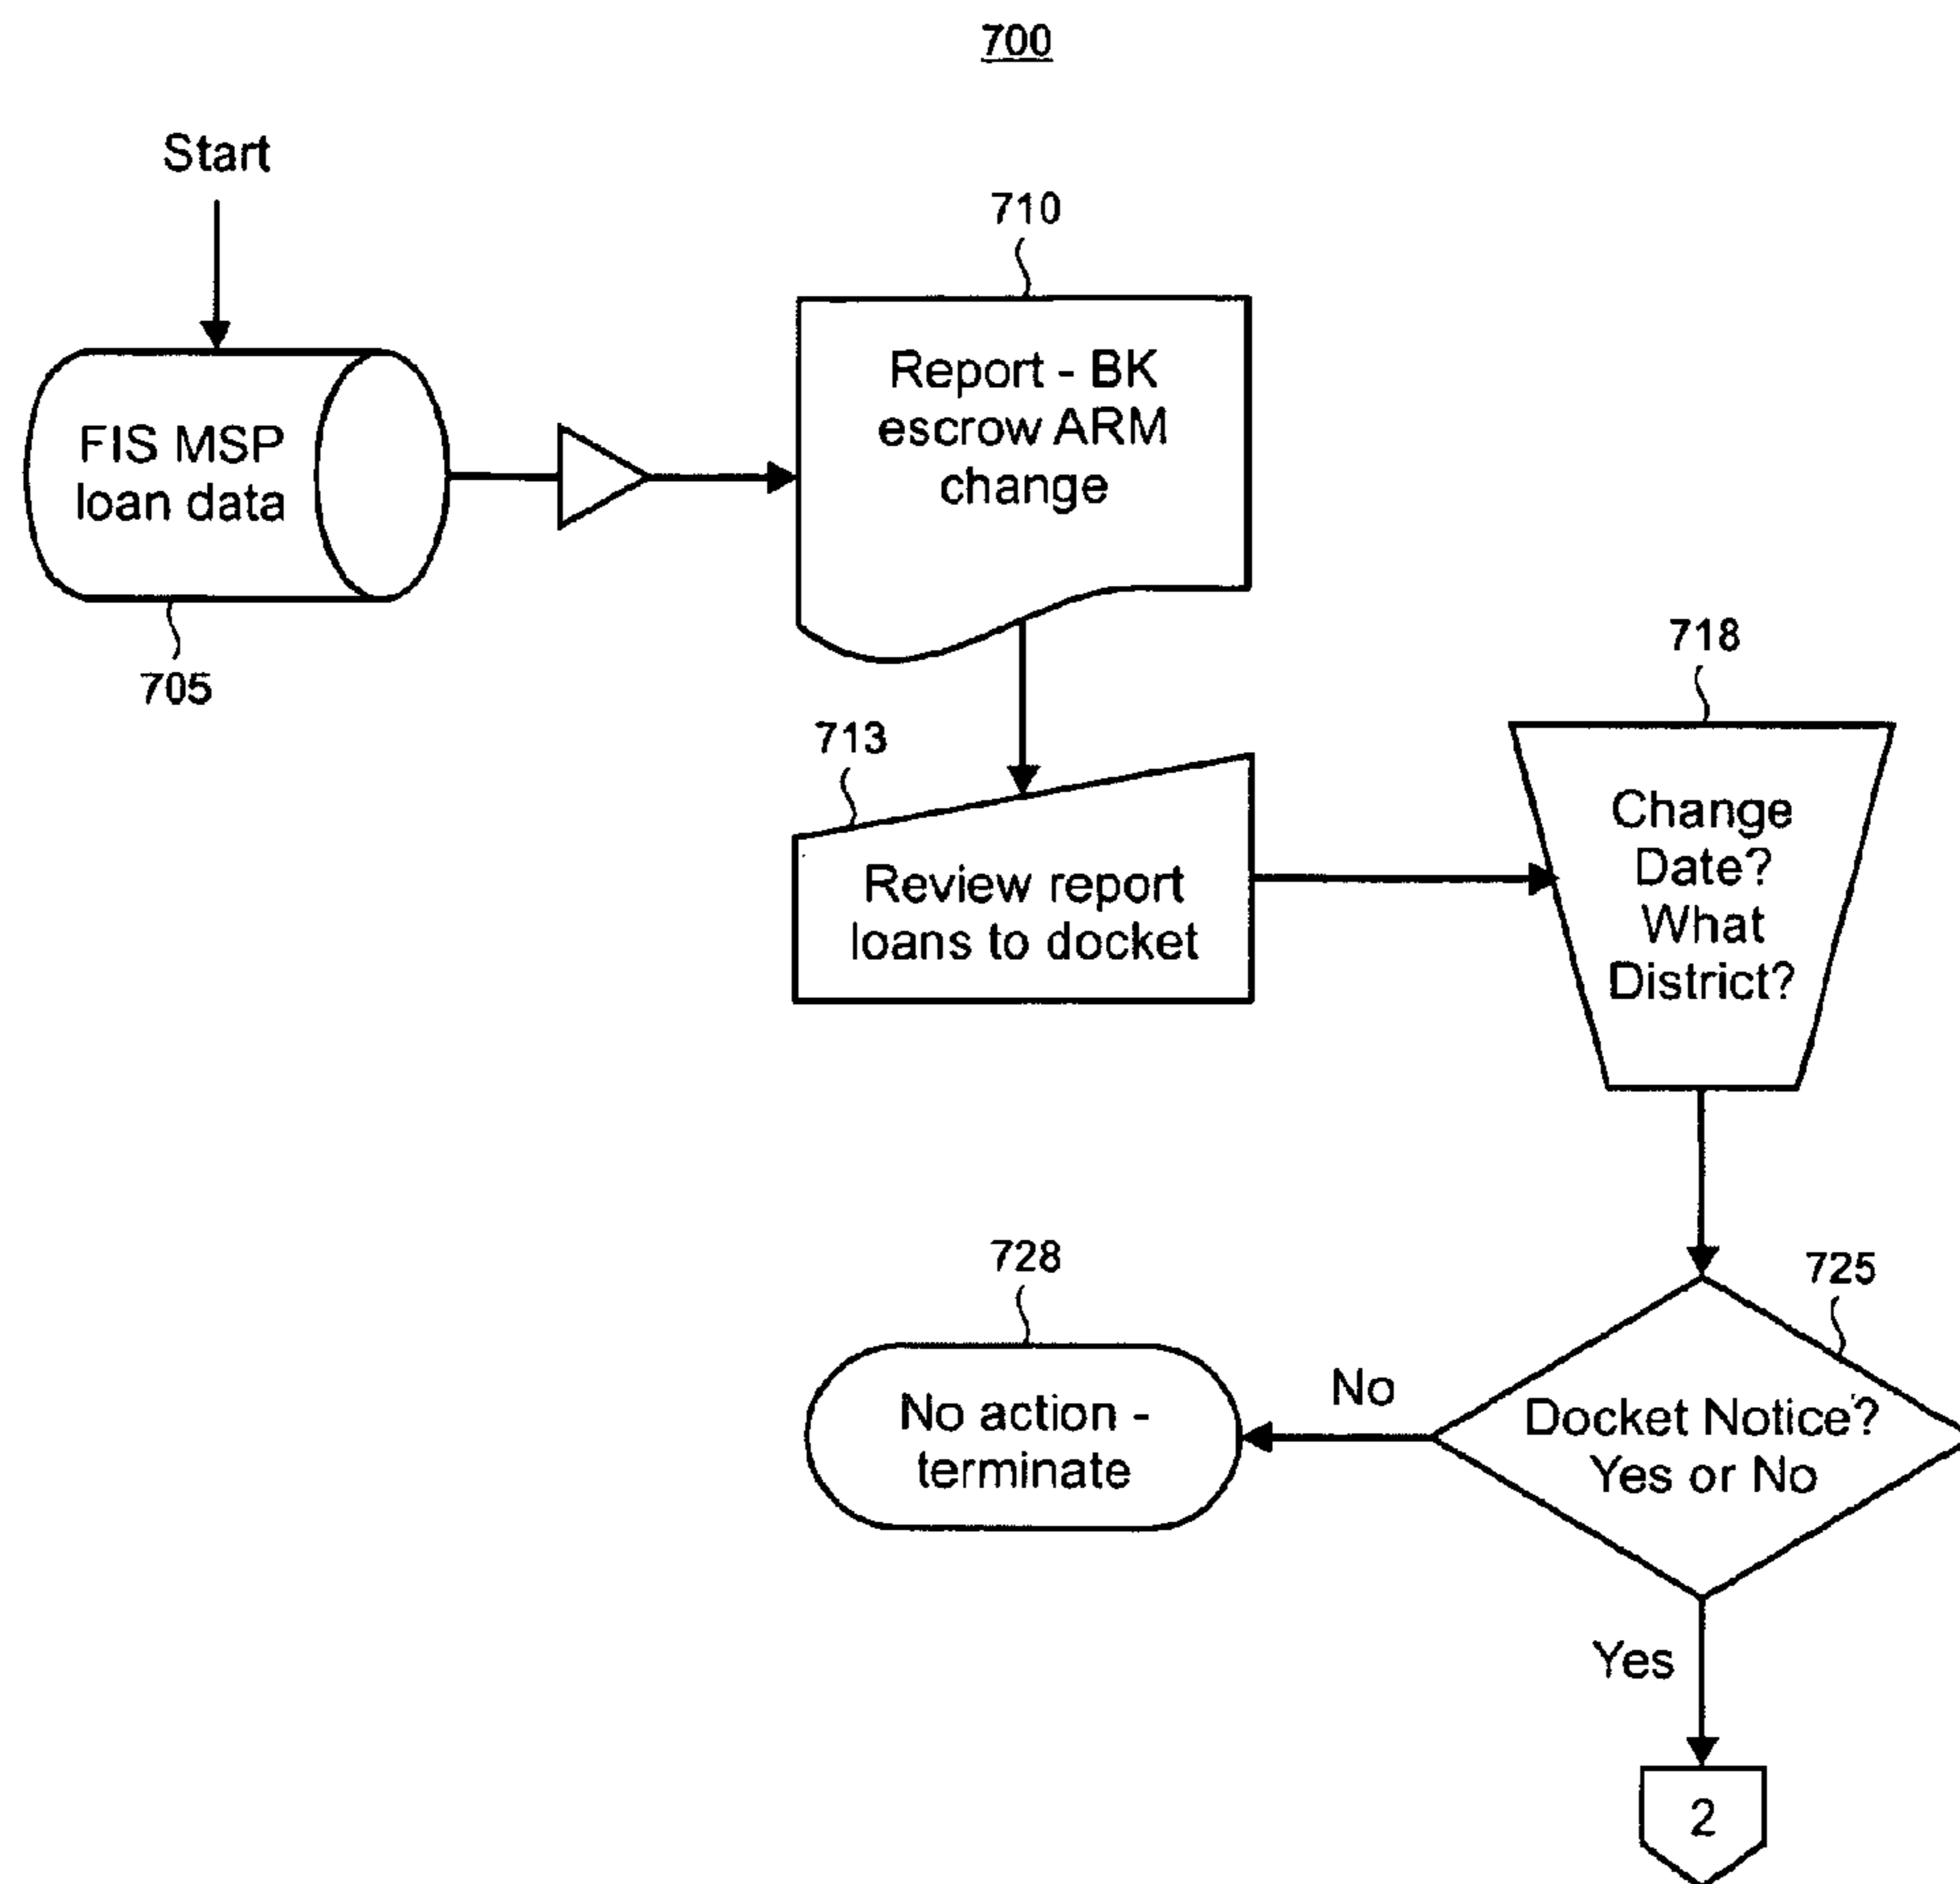 700
Start
710
Report - BK
escrow ARM
change
FIS MSP
loan data
705
718
713
Change
Date?
What
District?
Review report
loans to docket
728
725
No
No action -
terminate
Docket Notice?
Yes or No
Yes
2